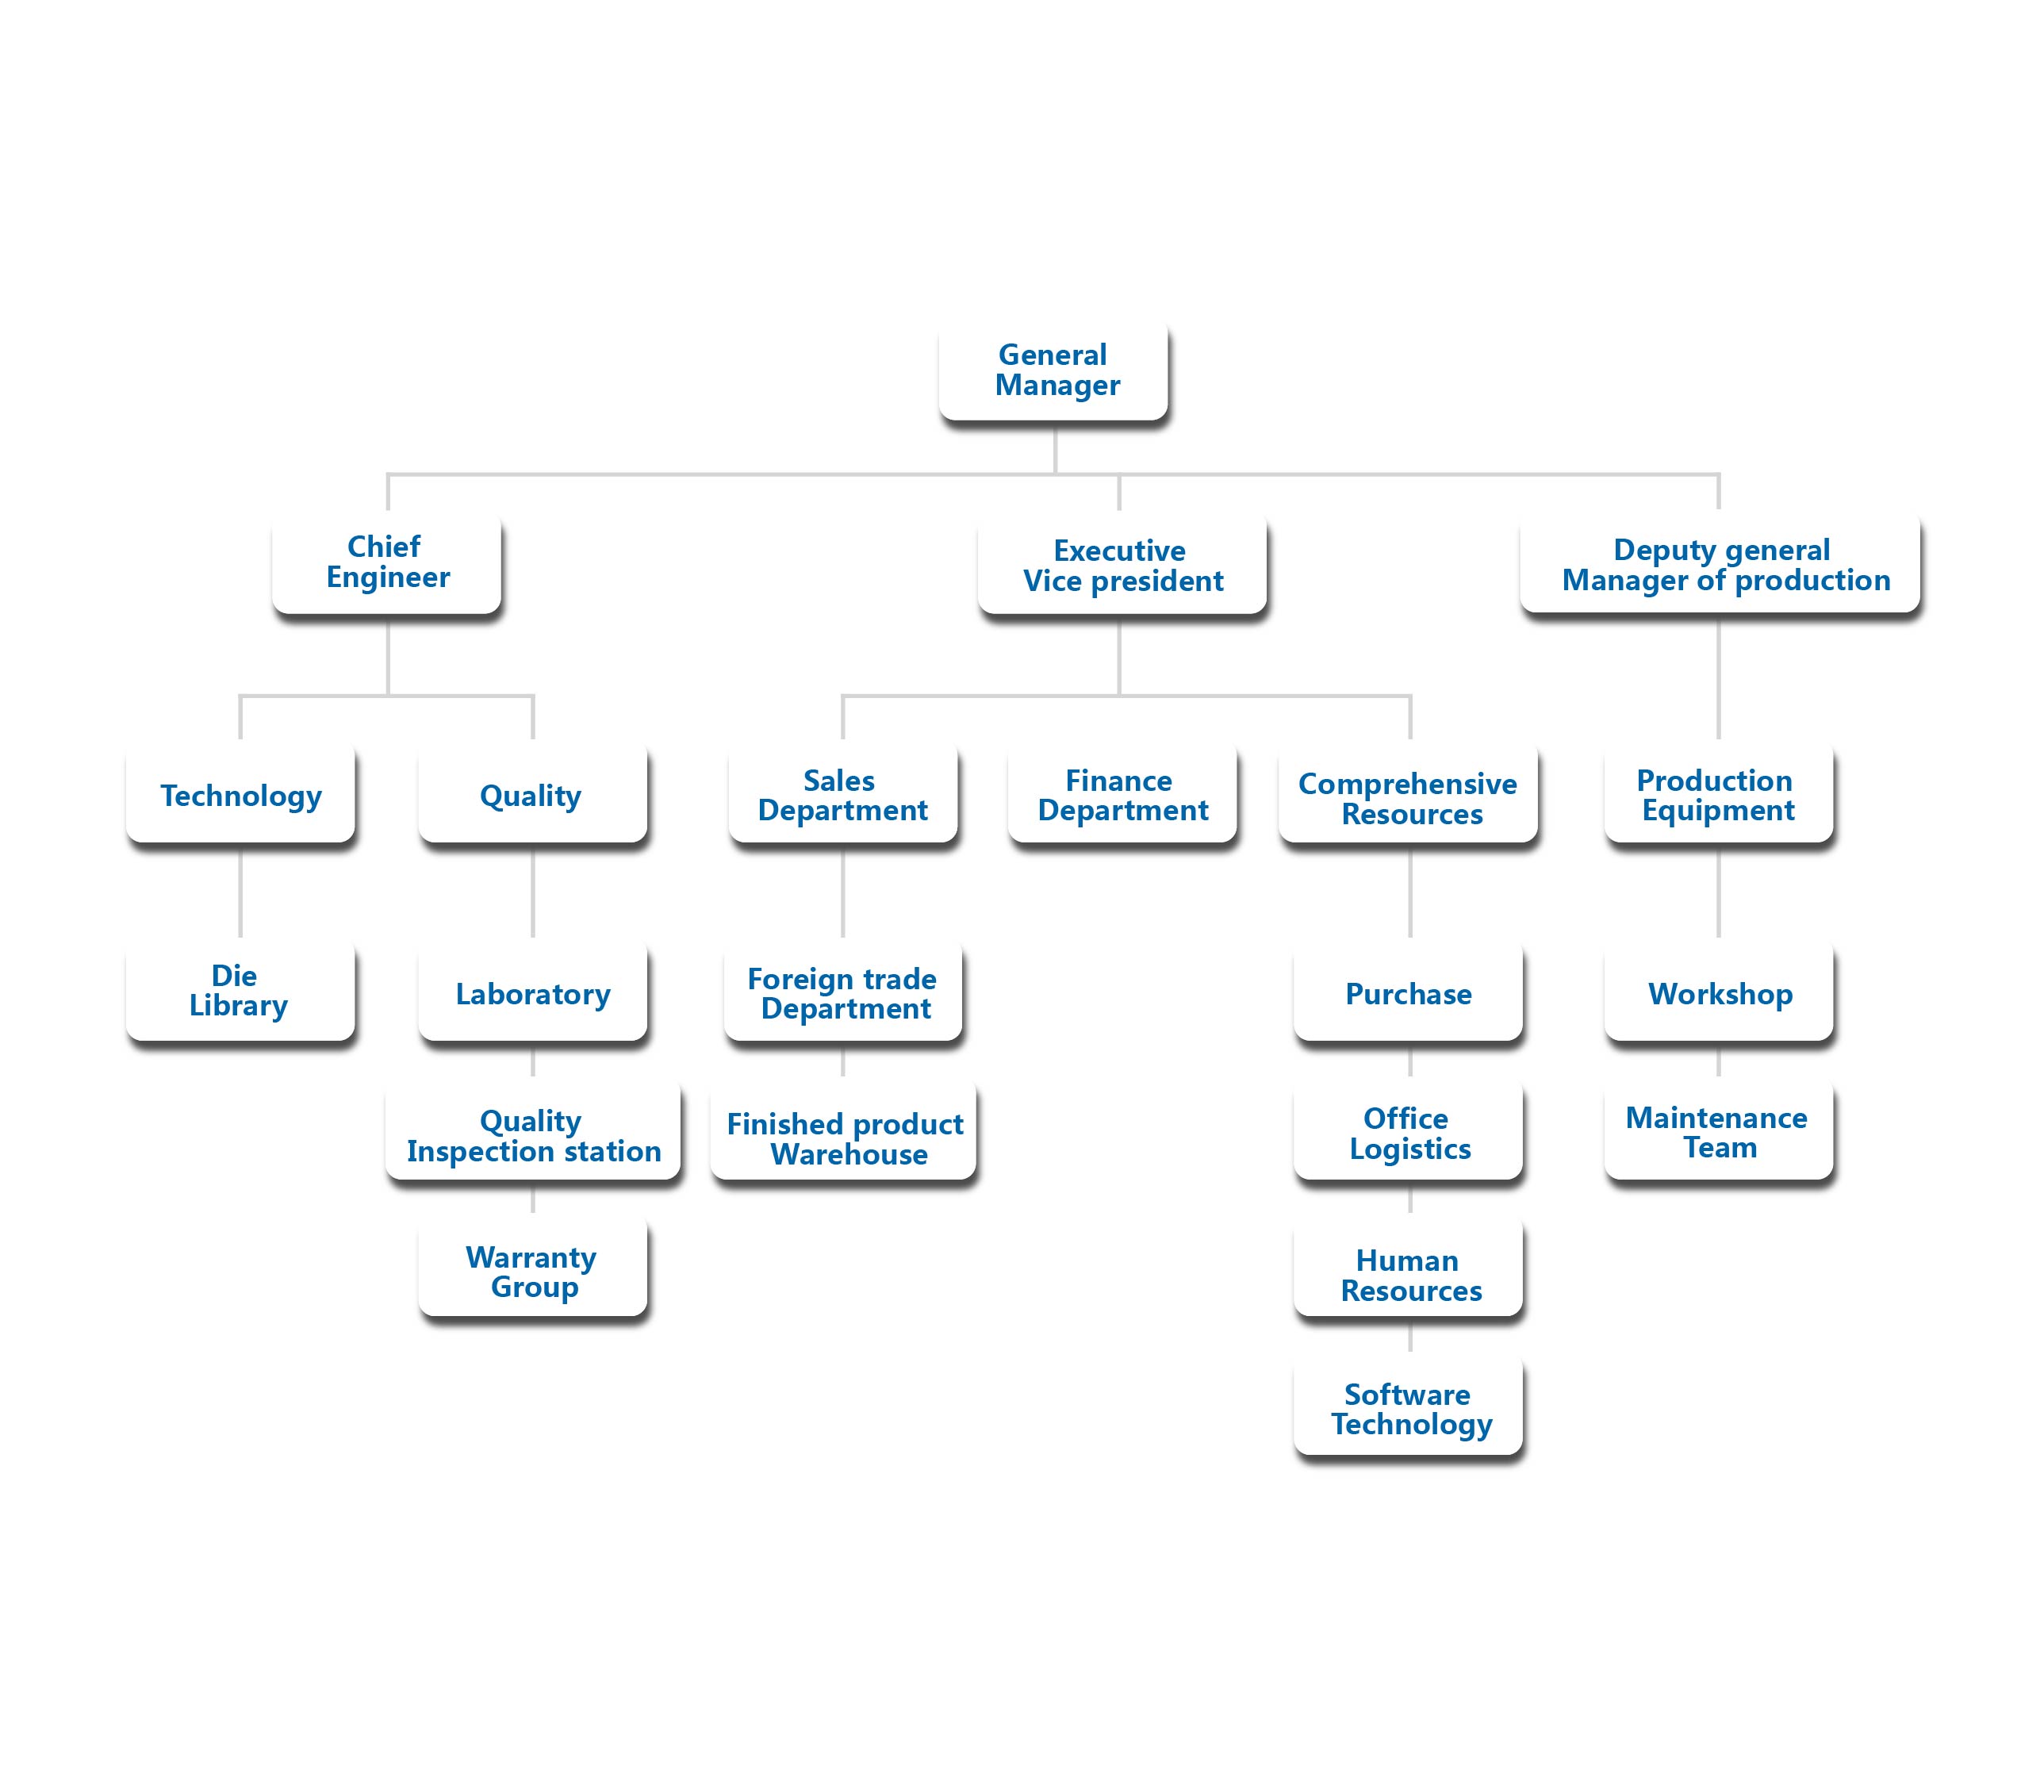 General
Manager
Chief
Engineer
Executive
Vice president
Deputy general
Manager of production
Technology
Quality
Sales
Department
Finance
Department
Comprehensive
Resources
Production
Equipment
Die
Library
Laboratory
Foreign trade
Department
Purchase
Workshop
Quality
Inspection station
Finished product
Warehouse
Office
Logistics
Maintenance
Team
Warranty
Group
Human
Resources
Software
Technology